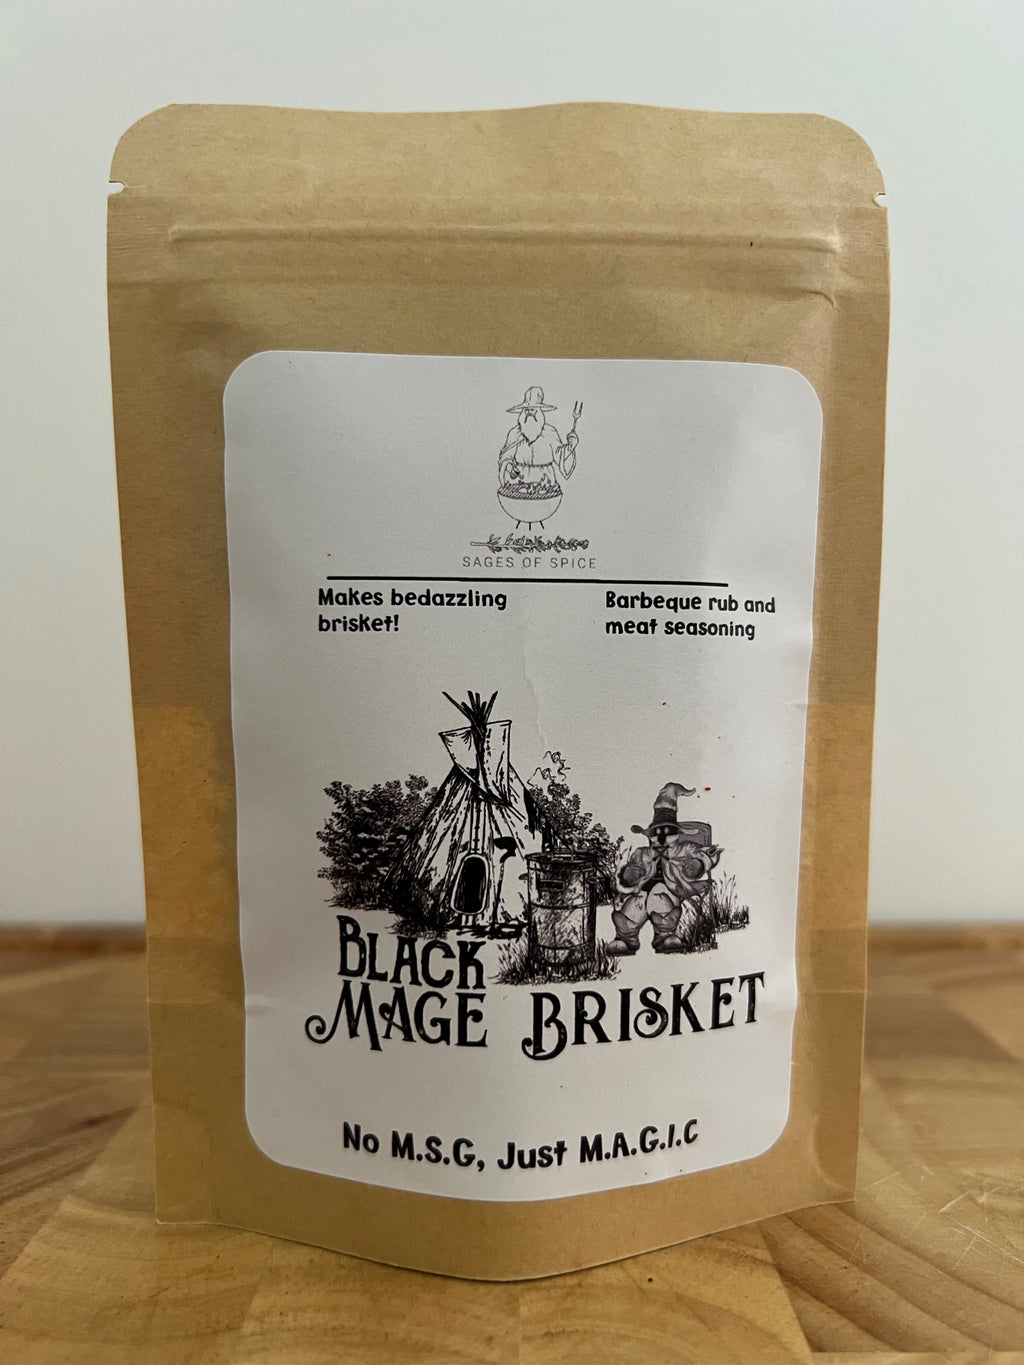 SAGES OF SPICE
Makes bedazzling
brisket!
Barbeque rub and
meat seasoning
BLACK
MAGE BRISKET
No M.S.G, Just M.A.G.I.C